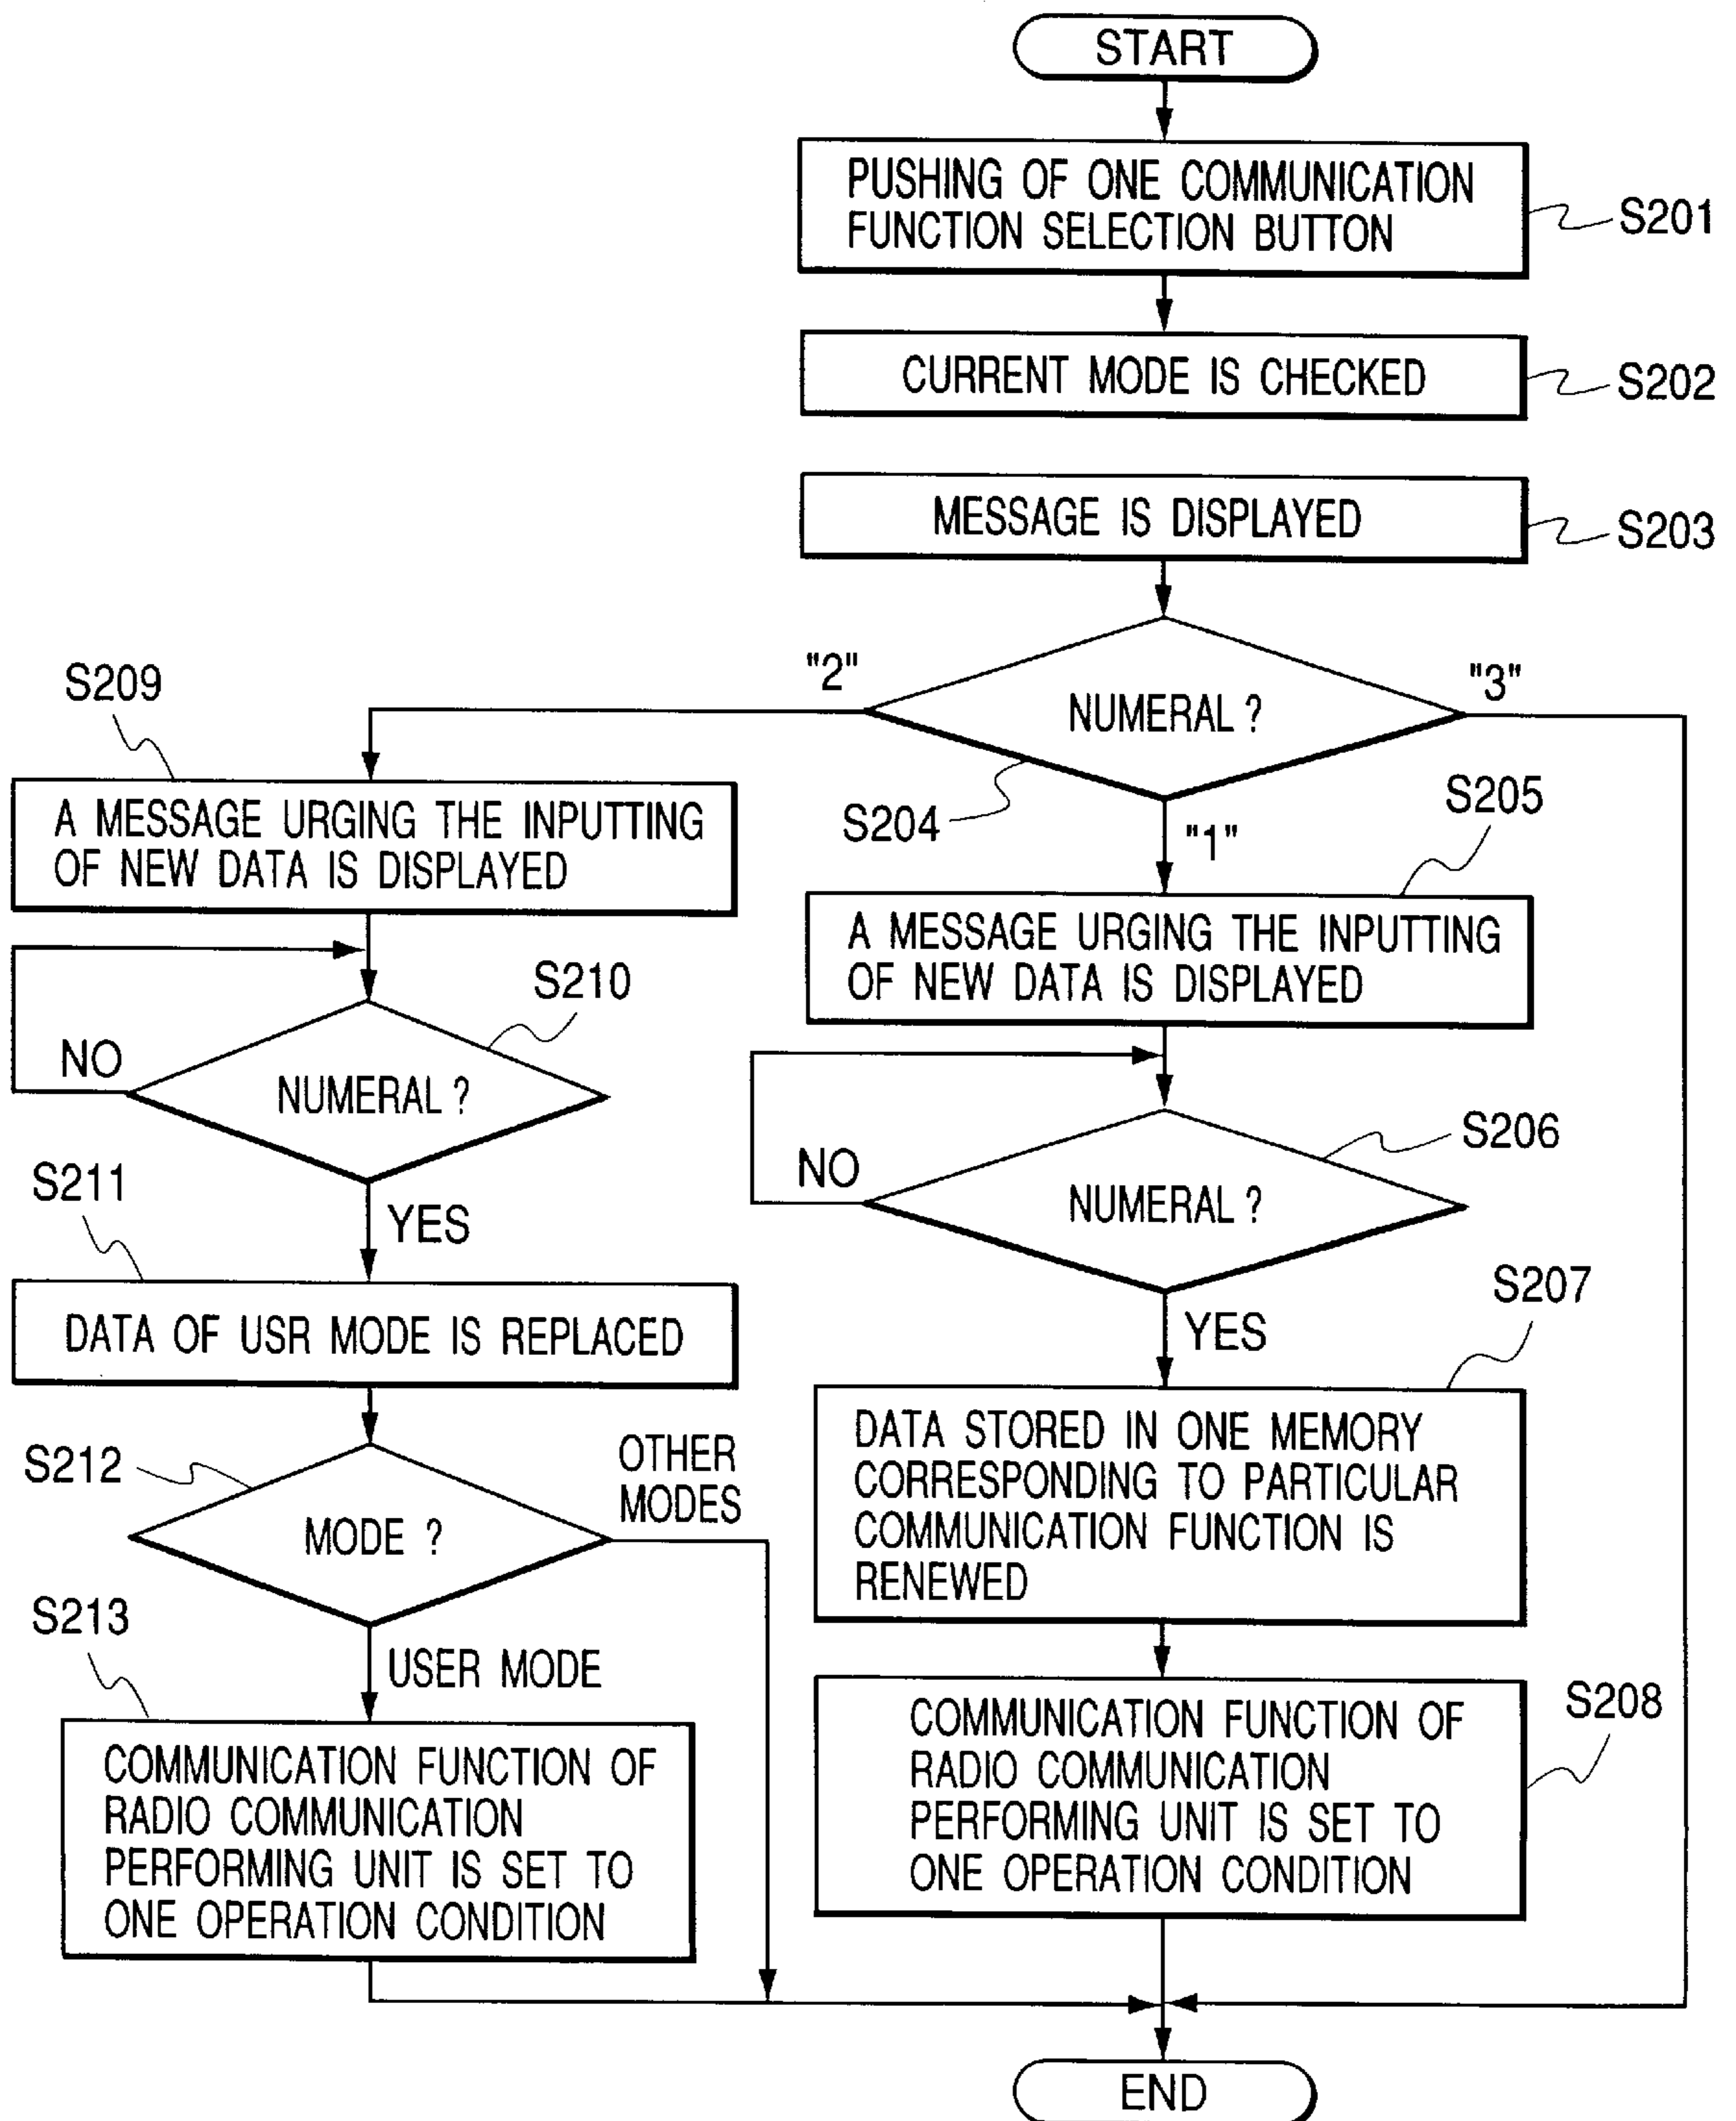 START
PUSHING OF ONE COMMUNICATION
FUNCTION SELECTION BUTTON
S201
CURRENT MODE IS CHECKED
S202
MESSAGE IS DISPLAYED
S203
NUMERAL ?
"2"
"3"
"1"
S204
S209
A MESSAGE URGING THE INPUTTING
OF NEW DATA IS DISPLAYED
S205
A MESSAGE URGING THE INPUTTING
OF NEW DATA IS DISPLAYED
S210
NUMERAL ?
NO
YES
S206
NUMERAL ?
NO
YES
S211
DATA OF USR MODE IS REPLACED
S207
DATA STORED IN ONE MEMORY
CORRESPONDING TO PARTICULAR
COMMUNICATION FUNCTION IS
RENEWED
S212
MODE ?
OTHER
MODES
USER MODE
S213
COMMUNICATION FUNCTION OF
RADIO COMMUNICATION
PERFORMING UNIT IS SET TO
ONE OPERATION CONDITION
S208
COMMUNICATION FUNCTION OF
RADIO COMMUNICATION
PERFORMING UNIT IS SET TO
ONE OPERATION CONDITION
END